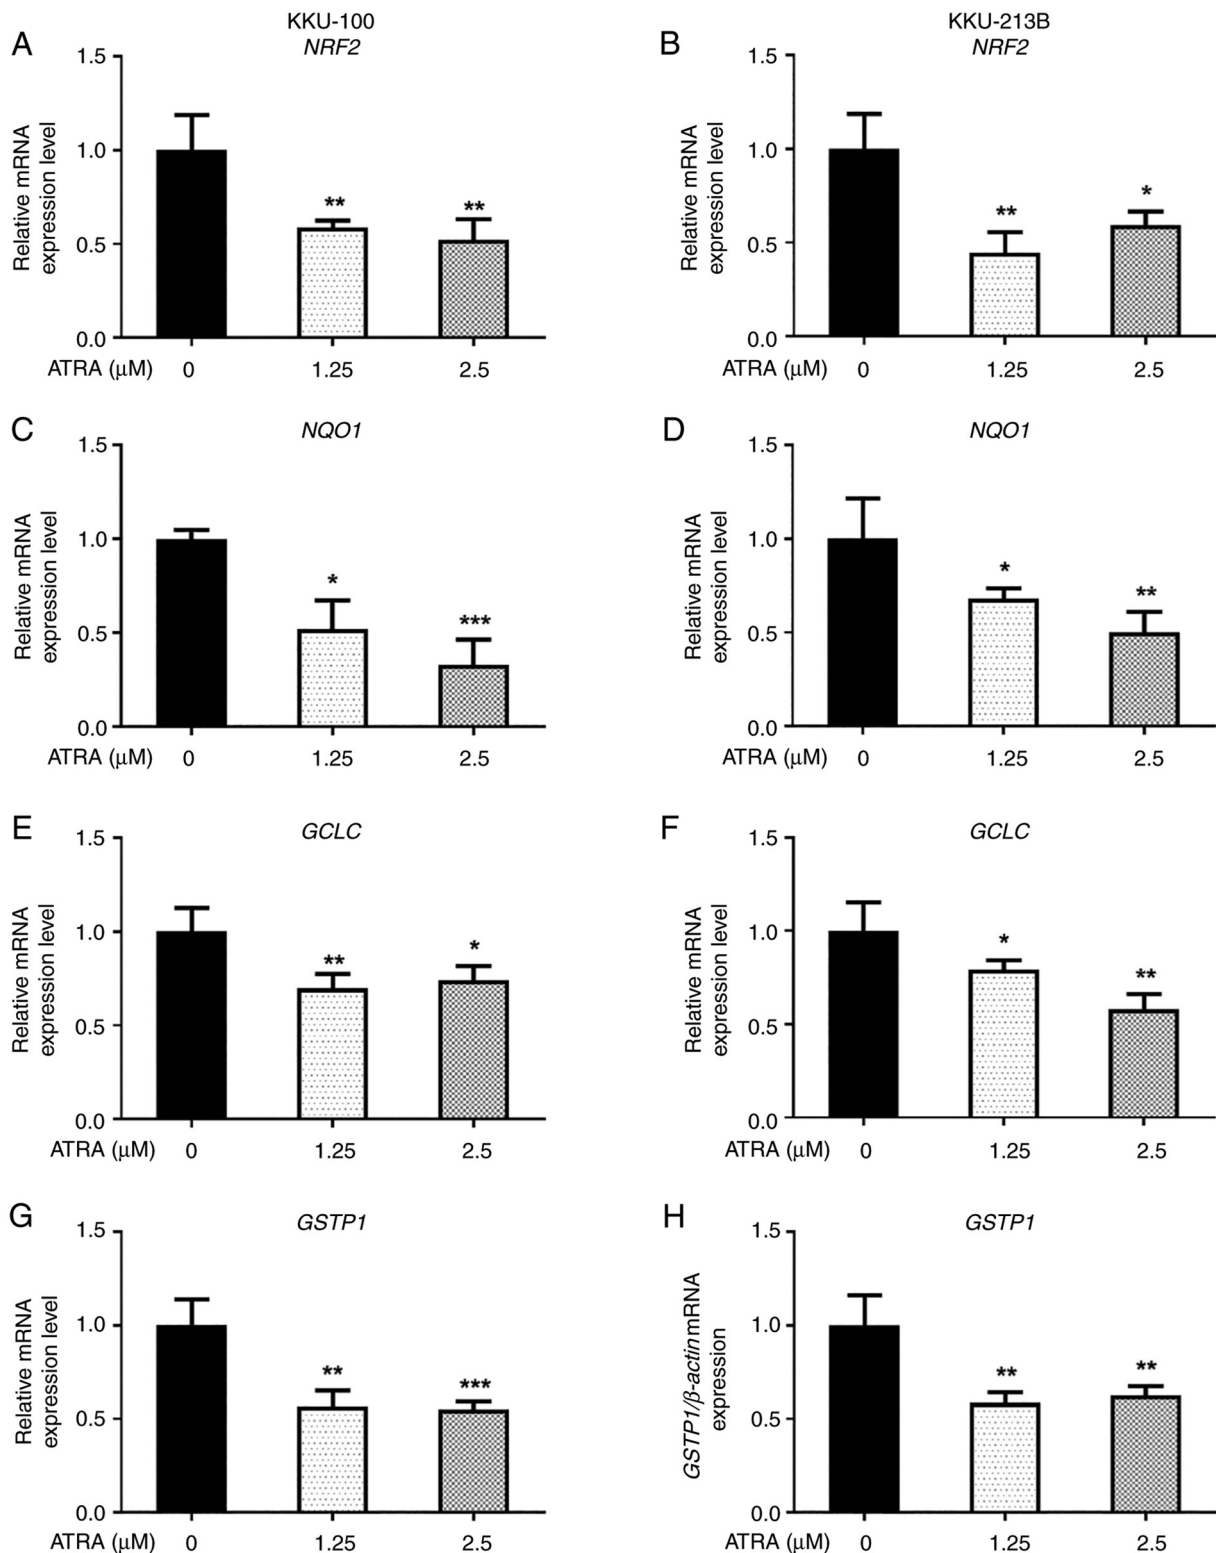 KKU-100
A
NRF2
Relative mRNA
expression level
1.5
1.0
0.5
0.0
**
**
ATRA (μM)
0
1.25
2.5
KKU-213B
B
NRF2
Relative mRNA
expression level
1.5
1.0
0.5
0.0
**
*
ATRA (μM)
0
1.25
2.5
C
NQO1
Relative mRNA
expression level
1.5
1.0
0.5
0.0
*
***
ATRA (μM)
0
1.25
2.5
D
NQO1
Relative mRNA
expression level
1.5
1.0
0.5
0.0
*
**
ATRA (μM)
0
1.25
2.5
E
GCLC
Relative mRNA
expression level
1.5
1.0
0.5
0.0
**
*
ATRA (μM)
0
1.25
2.5
F
GCLC
Relative mRNA
expression level
1.5
1.0
0.5
0.0
*
**
ATRA (μM)
0
1.25
2.5
G
GSTP1
Relative mRNA
expression level
1.5
1.0
0.5
0.0
**
***
ATRA (μM)
0
1.25
2.5
H
GSTP1
GSTP1/β-actinmRNA
expression
1.5
1.0
0.5
0.0
**
**
ATRA (μM)
0
1.25
2.5